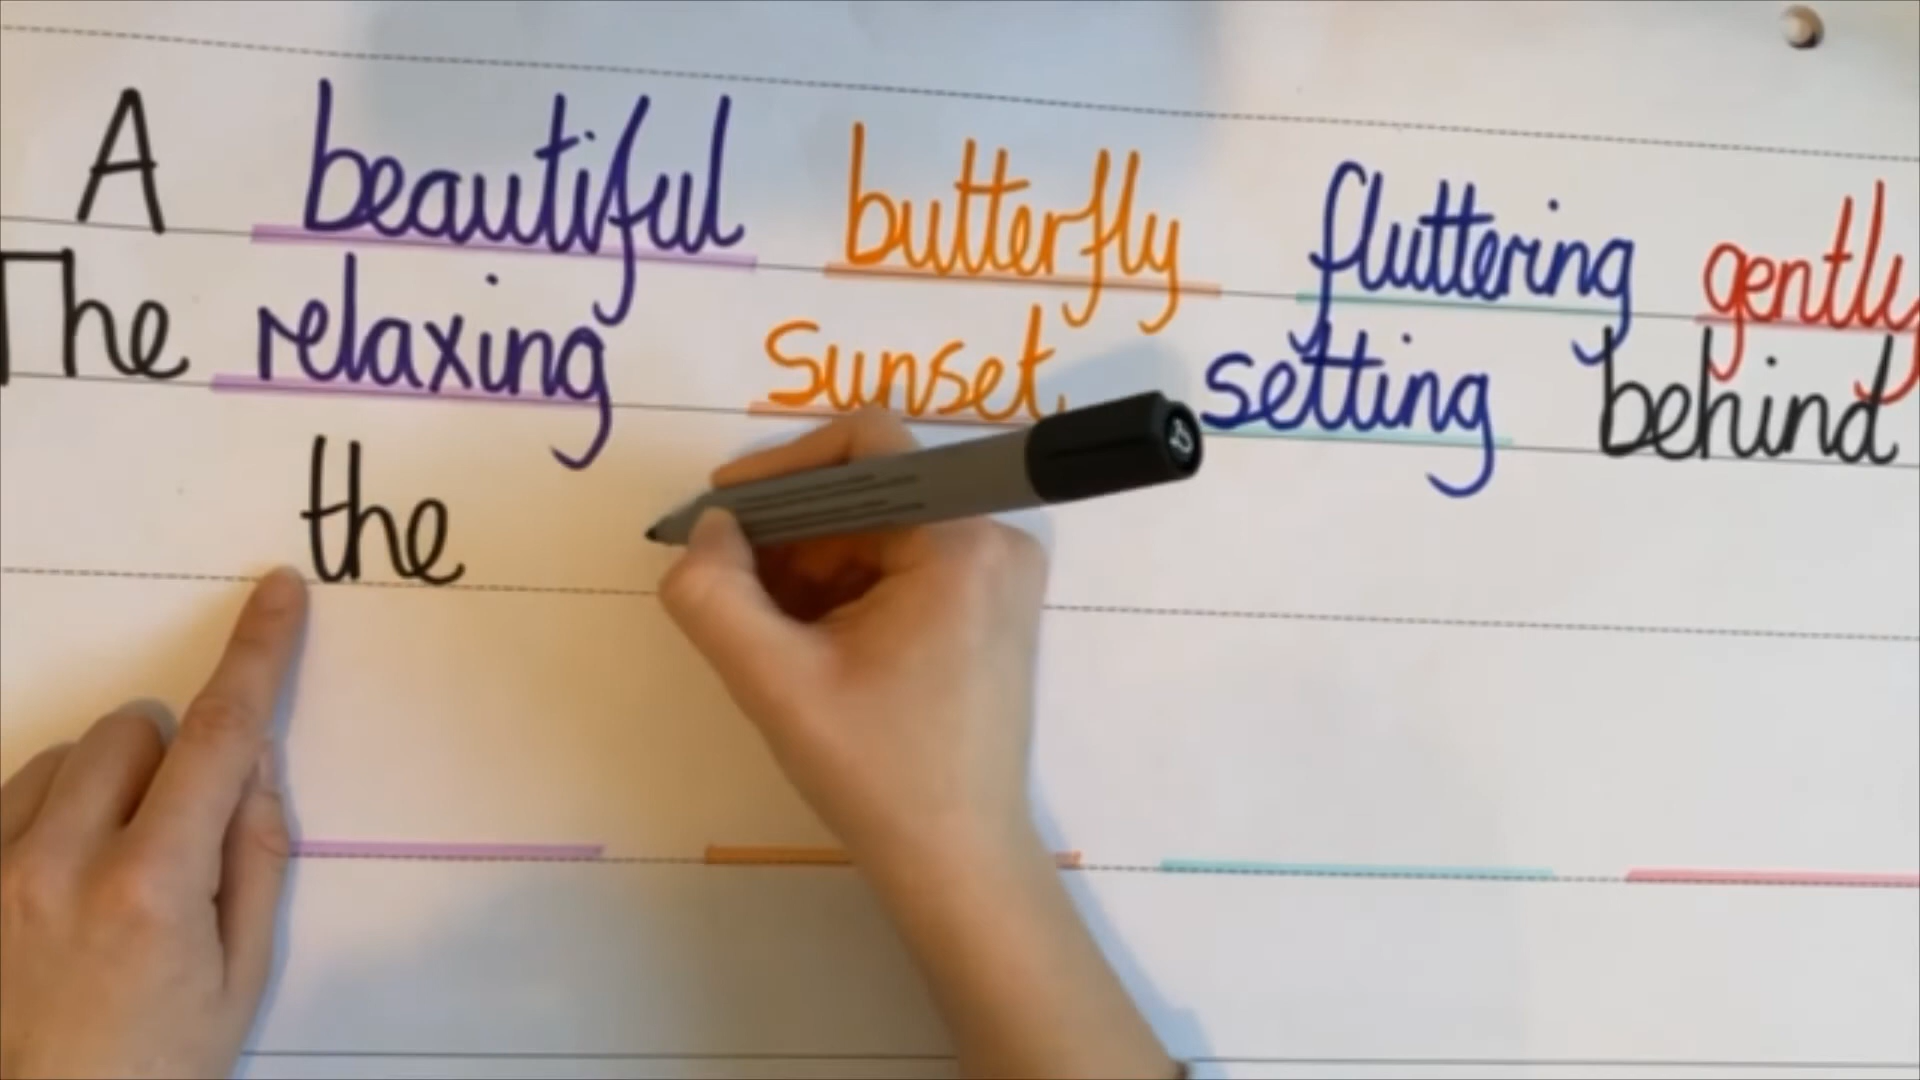 A beautiful butterfly fluttering gently
The relaxing sunset setting behind
the